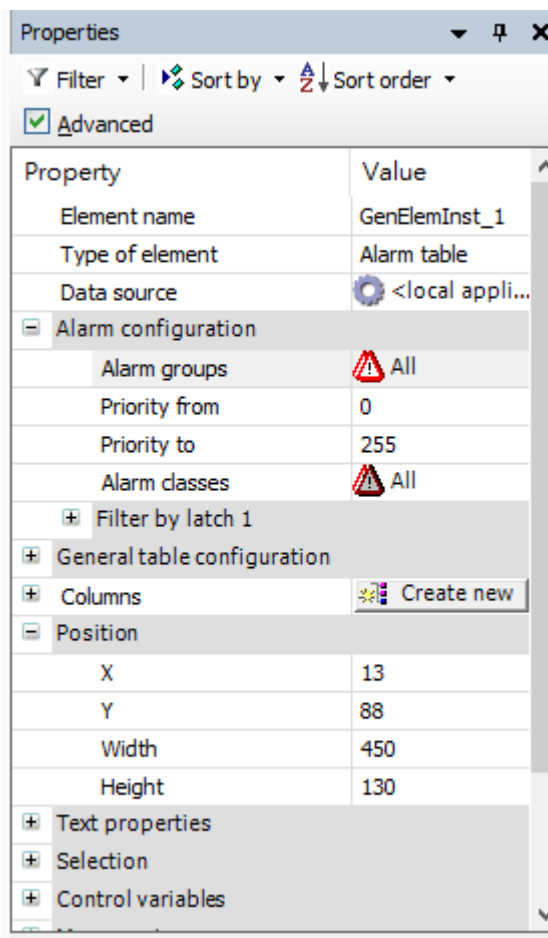 Properties
Filter Sort by Sort order
Advanced
Property Value
Element name GenElemInst_1
Type of element Alarm table
Data source <local appli...
Alarm configuration
Alarm groups All
Priority from 0
Priority to 255
Alarm classes All
Filter by latch 1
General table configuration
Columns Create new
Position
X 13
Y 88
Width 450
Height 130
Text properties
Selection
Control variables